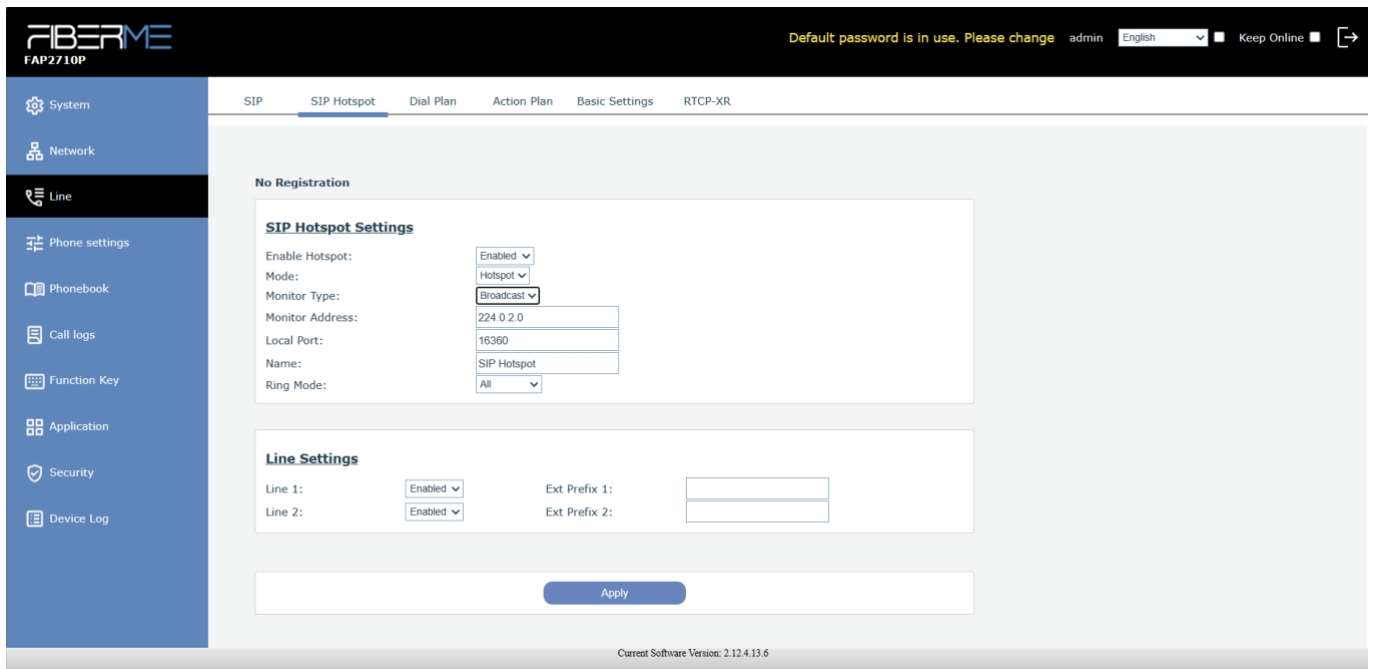 FIBERME
FAP2710P
Default password is in use. Please change admin English Keep Online
System
Network
Line
Phone settings
Phonebook
Call logs
Function Key
Application
Security
Device Log
SIP SIP Hotspot Dial Plan Action Plan Basic Settings RTCP-XR
No Registration
SIP Hotspot Settings
Enable Hotspot: Enabled
Mode: Hotspot
Monitor Type: Broadcast
Monitor Address: 224.0.2.0
Local Port: 16360
Name: SIP Hotspot
Ring Mode: All
Line Settings
Line 1: Enabled Ext Prefix 1:
Line 2: Enabled Ext Prefix 2:
Apply
Current Software Version: 2.12.4.13.6